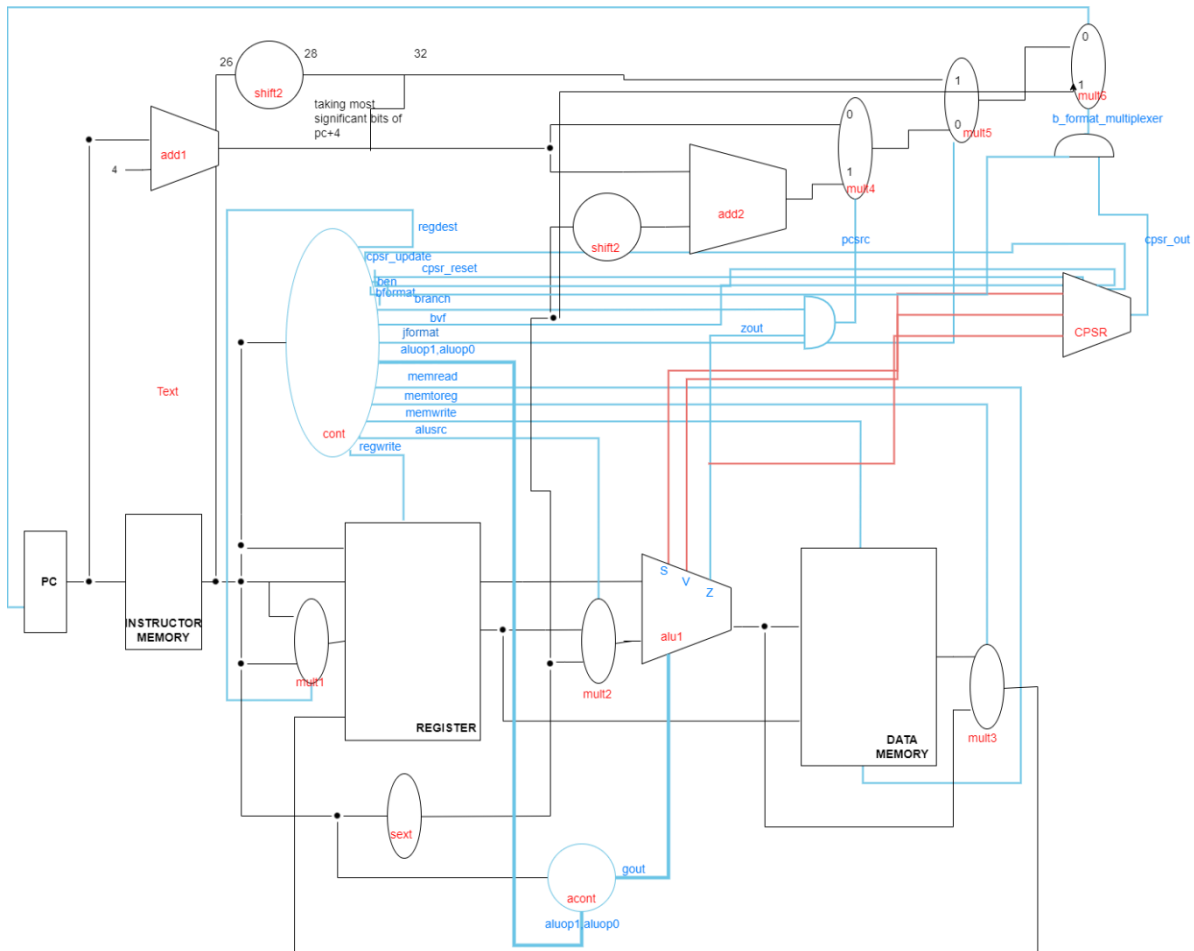 0
26
28
32
1
shift2
1
mult6
taking most
significant bits of
pc+4
0
b_format_multiplexer
0
mult5
add1
4
1
mult4
add2
regdest
shift2
pcsrc
cpsr_out
cpsr_update
cpsr_reset
ben
bformat
branch
bvf
zout
jformat
CPSR
aluop1,aluop0
memread
Text
memtoreg
memwrite
alusrc
cont
regwrite
S
V
PC
Z
INSTRUCTOR
MEMORY
alu1
mult1
mult2
REGISTER
DATA
MEMORY
mult3
sext
gout
acont
aluop1,aluop0